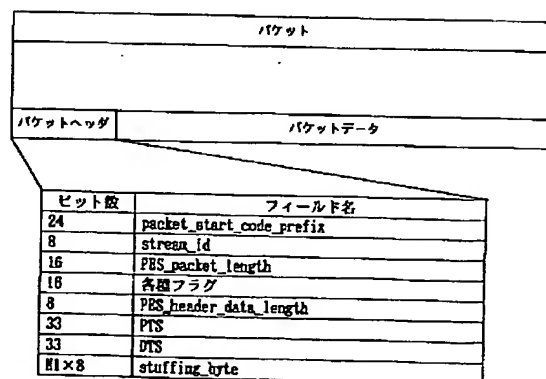 パケット
パケットヘッダ パケットデータ
ビット数 フィールド名
24 packet_start_code_prefix
8 stream_id
16 PES_packet_length
16 各種フラグ
8 PES_header_data_length
33 PTS
33 DTS
N1×8 stuffing_byte